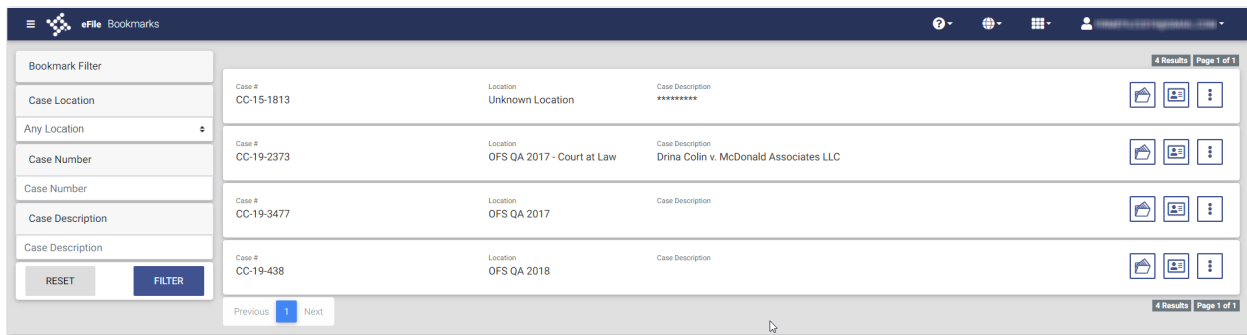 eFile Bookmarks
Bookmark Filter
Case Location
Any Location
Case Number
Case Number
Case Description
Case Description
RESET FILTER
4 Results Page 1 of 1
Case # Location Case Description
CC-15-1813 Unknown Location *********
Case # Location Case Description
CC-19-2373 OFS QA 2017 - Court at Law Drina Colin v. McDonald Associates LLC
Case # Location Case Description
CC-19-3477 OFS QA 2017
Case # Location Case Description
CC-19-438 OFS QA 2018
Previous 1 Next
4 Results Page 1 of 1